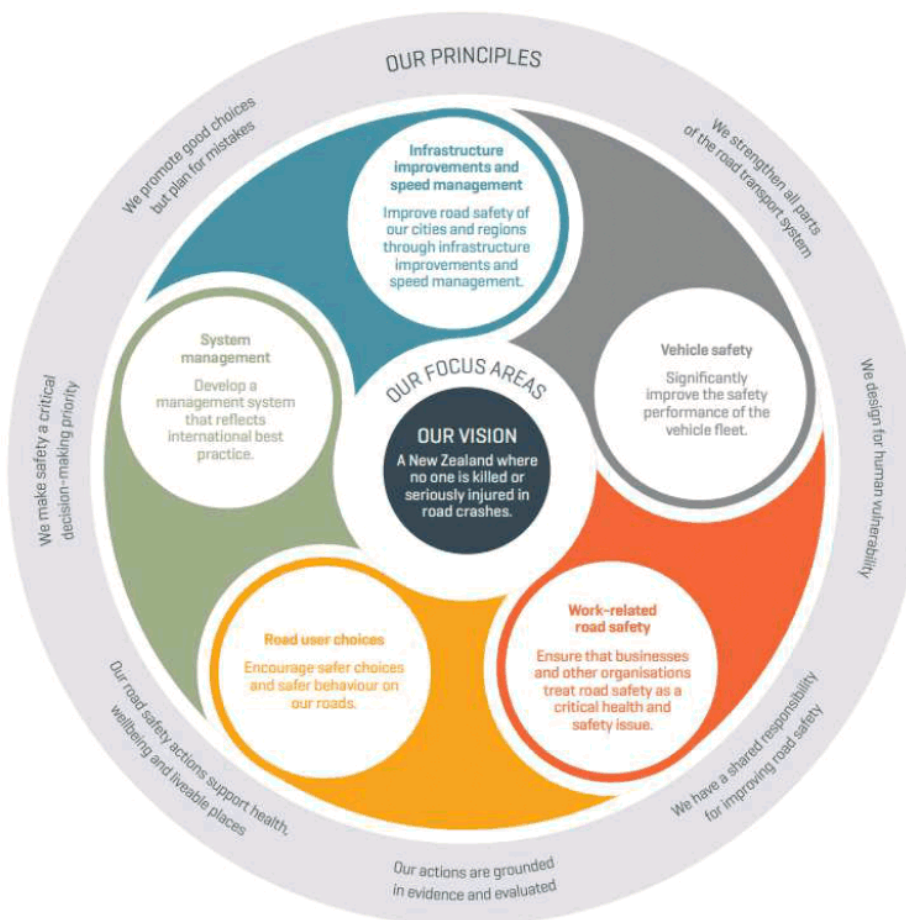 OUR PRINCIPLES
We promote good choices
but plan for mistakes
We strengthen all parts
of the road transport system
We design for human vulnerability
We have a shared responsibility
for improving road safety
Our actions are grounded
in evidence and evaluated
Our road safety actions support health,
wellbeing and liveable places
We make safety a critical
decision-making priority
Infrastructure
improvements and
speed management
Improve road safety of
our cities and regions
through infrastructure
improvements and
speed management.
Vehicle safety
Significantly
improve the safety
performance of the
vehicle fleet.
Work-related
road safety
Ensure that businesses
and other organisations
treat road safety as a
critical health and
safety issue.
Road user choices
Encourage safer choices
and safer behaviour on
our roads.
System
management
Develop a
management system
that reflects
international best
practice.
OUR FOCUS AREAS
OUR VISION
A New Zealand where
no one is killed or
seriously injured in
road crashes.